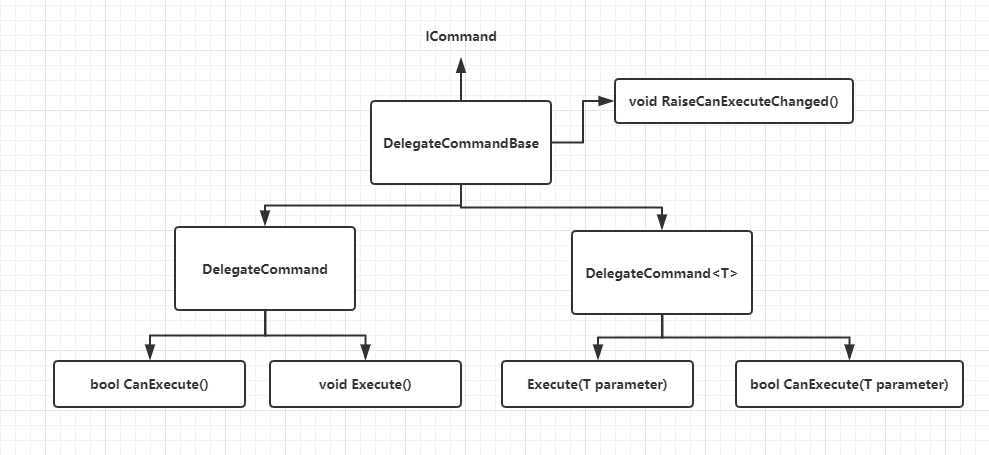 ICommand
void RaiseCanExecuteChanged()
DelegateCommandBase
DelegateCommand
DelegateCommand<T>
bool CanExecute()
void Execute()
Execute(T parameter)
bool CanExecute(T parameter)